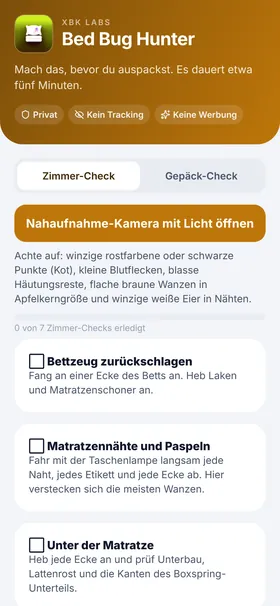 XBK LABS
Bed Bug Hunter
Mach das, bevor du auspackst. Es dauert etwa
fünf Minuten.
Privat
Kein Tracking
Keine Werbung
Zimmer-Check
Gepäck-Check
Nahaufnahme-Kamera mit Licht öffnen
Achte auf: winzige rostfarbene oder schwarze
Punkte (Kot), kleine Blutflecken, blasse
Häutungsreste, flache braune Wanzen in
Apfelkerngröße und winzige weiße Eier in Nähten.
0 von 7 Zimmer-Checks erledigt
Bettzeug zurückschlagen
Fang an einer Ecke des Betts an. Heb Laken
und Matratzenschoner an.
Matratzennähte und Paspeln
Fahr mit der Taschenlampe langsam jede
Naht, jedes Etikett und jede Ecke ab. Hier
verstecken sich die meisten Wanzen.
Unter der Matratze
Heb jede Ecke an und prüf Unterbau,
Lattenrost und die Kanten des Boxspring-
Unterteils.